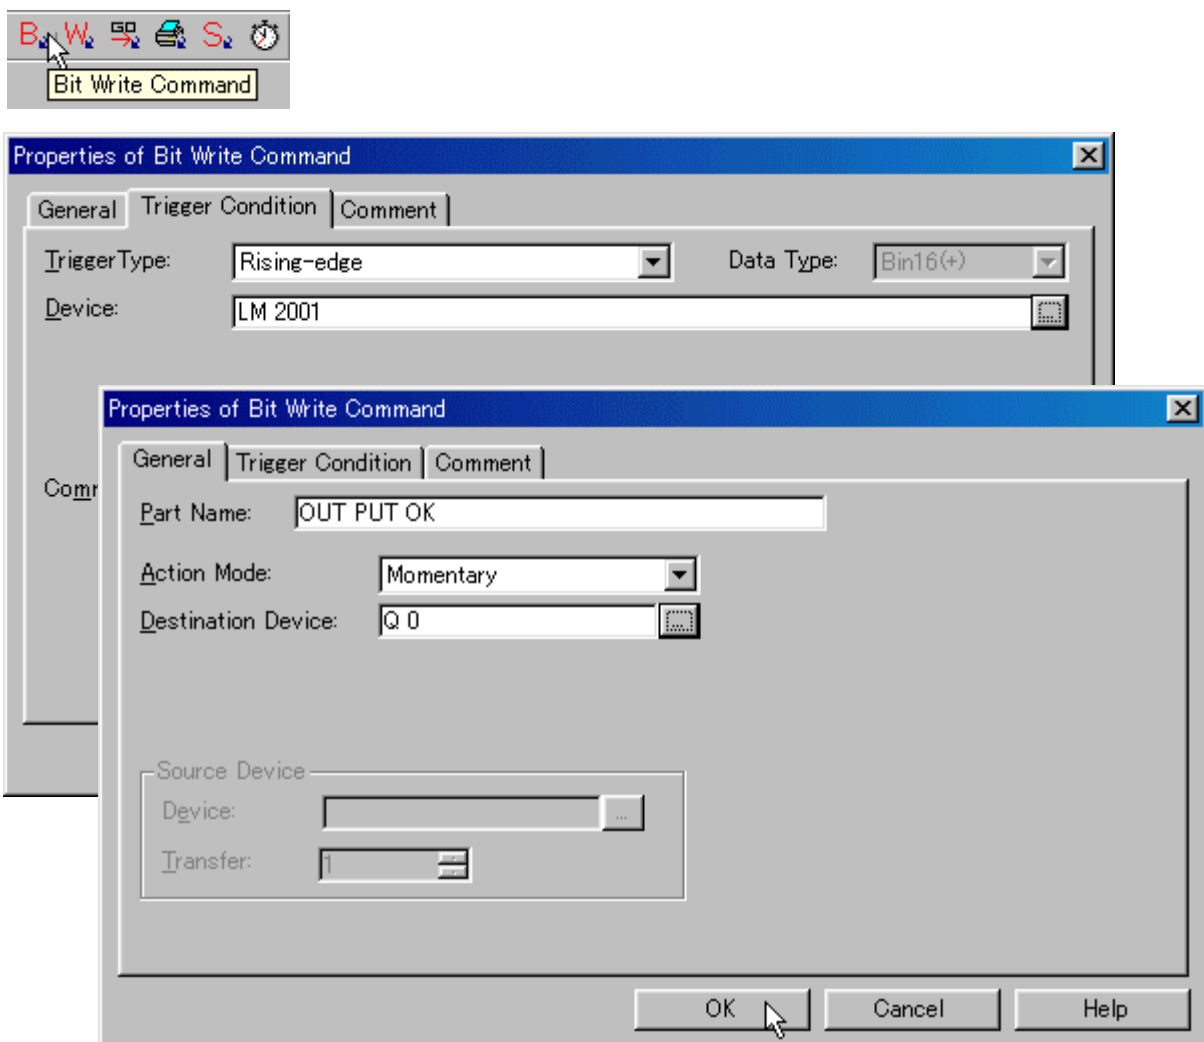 B W GO S
Bit Write Command
Properties of Bit Write Command
General Trigger Condition Comment
TriggerType: Rising-edge Data Type: Bin16(+)
Device: LM 2001 ...
Comm
Properties of Bit Write Command
General Trigger Condition Comment
Part Name: OUT PUT OK
Action Mode: Momentary
Destination Device: Q 0 ...
Source Device
Device: ...
Transfer: 1
OK Cancel Help